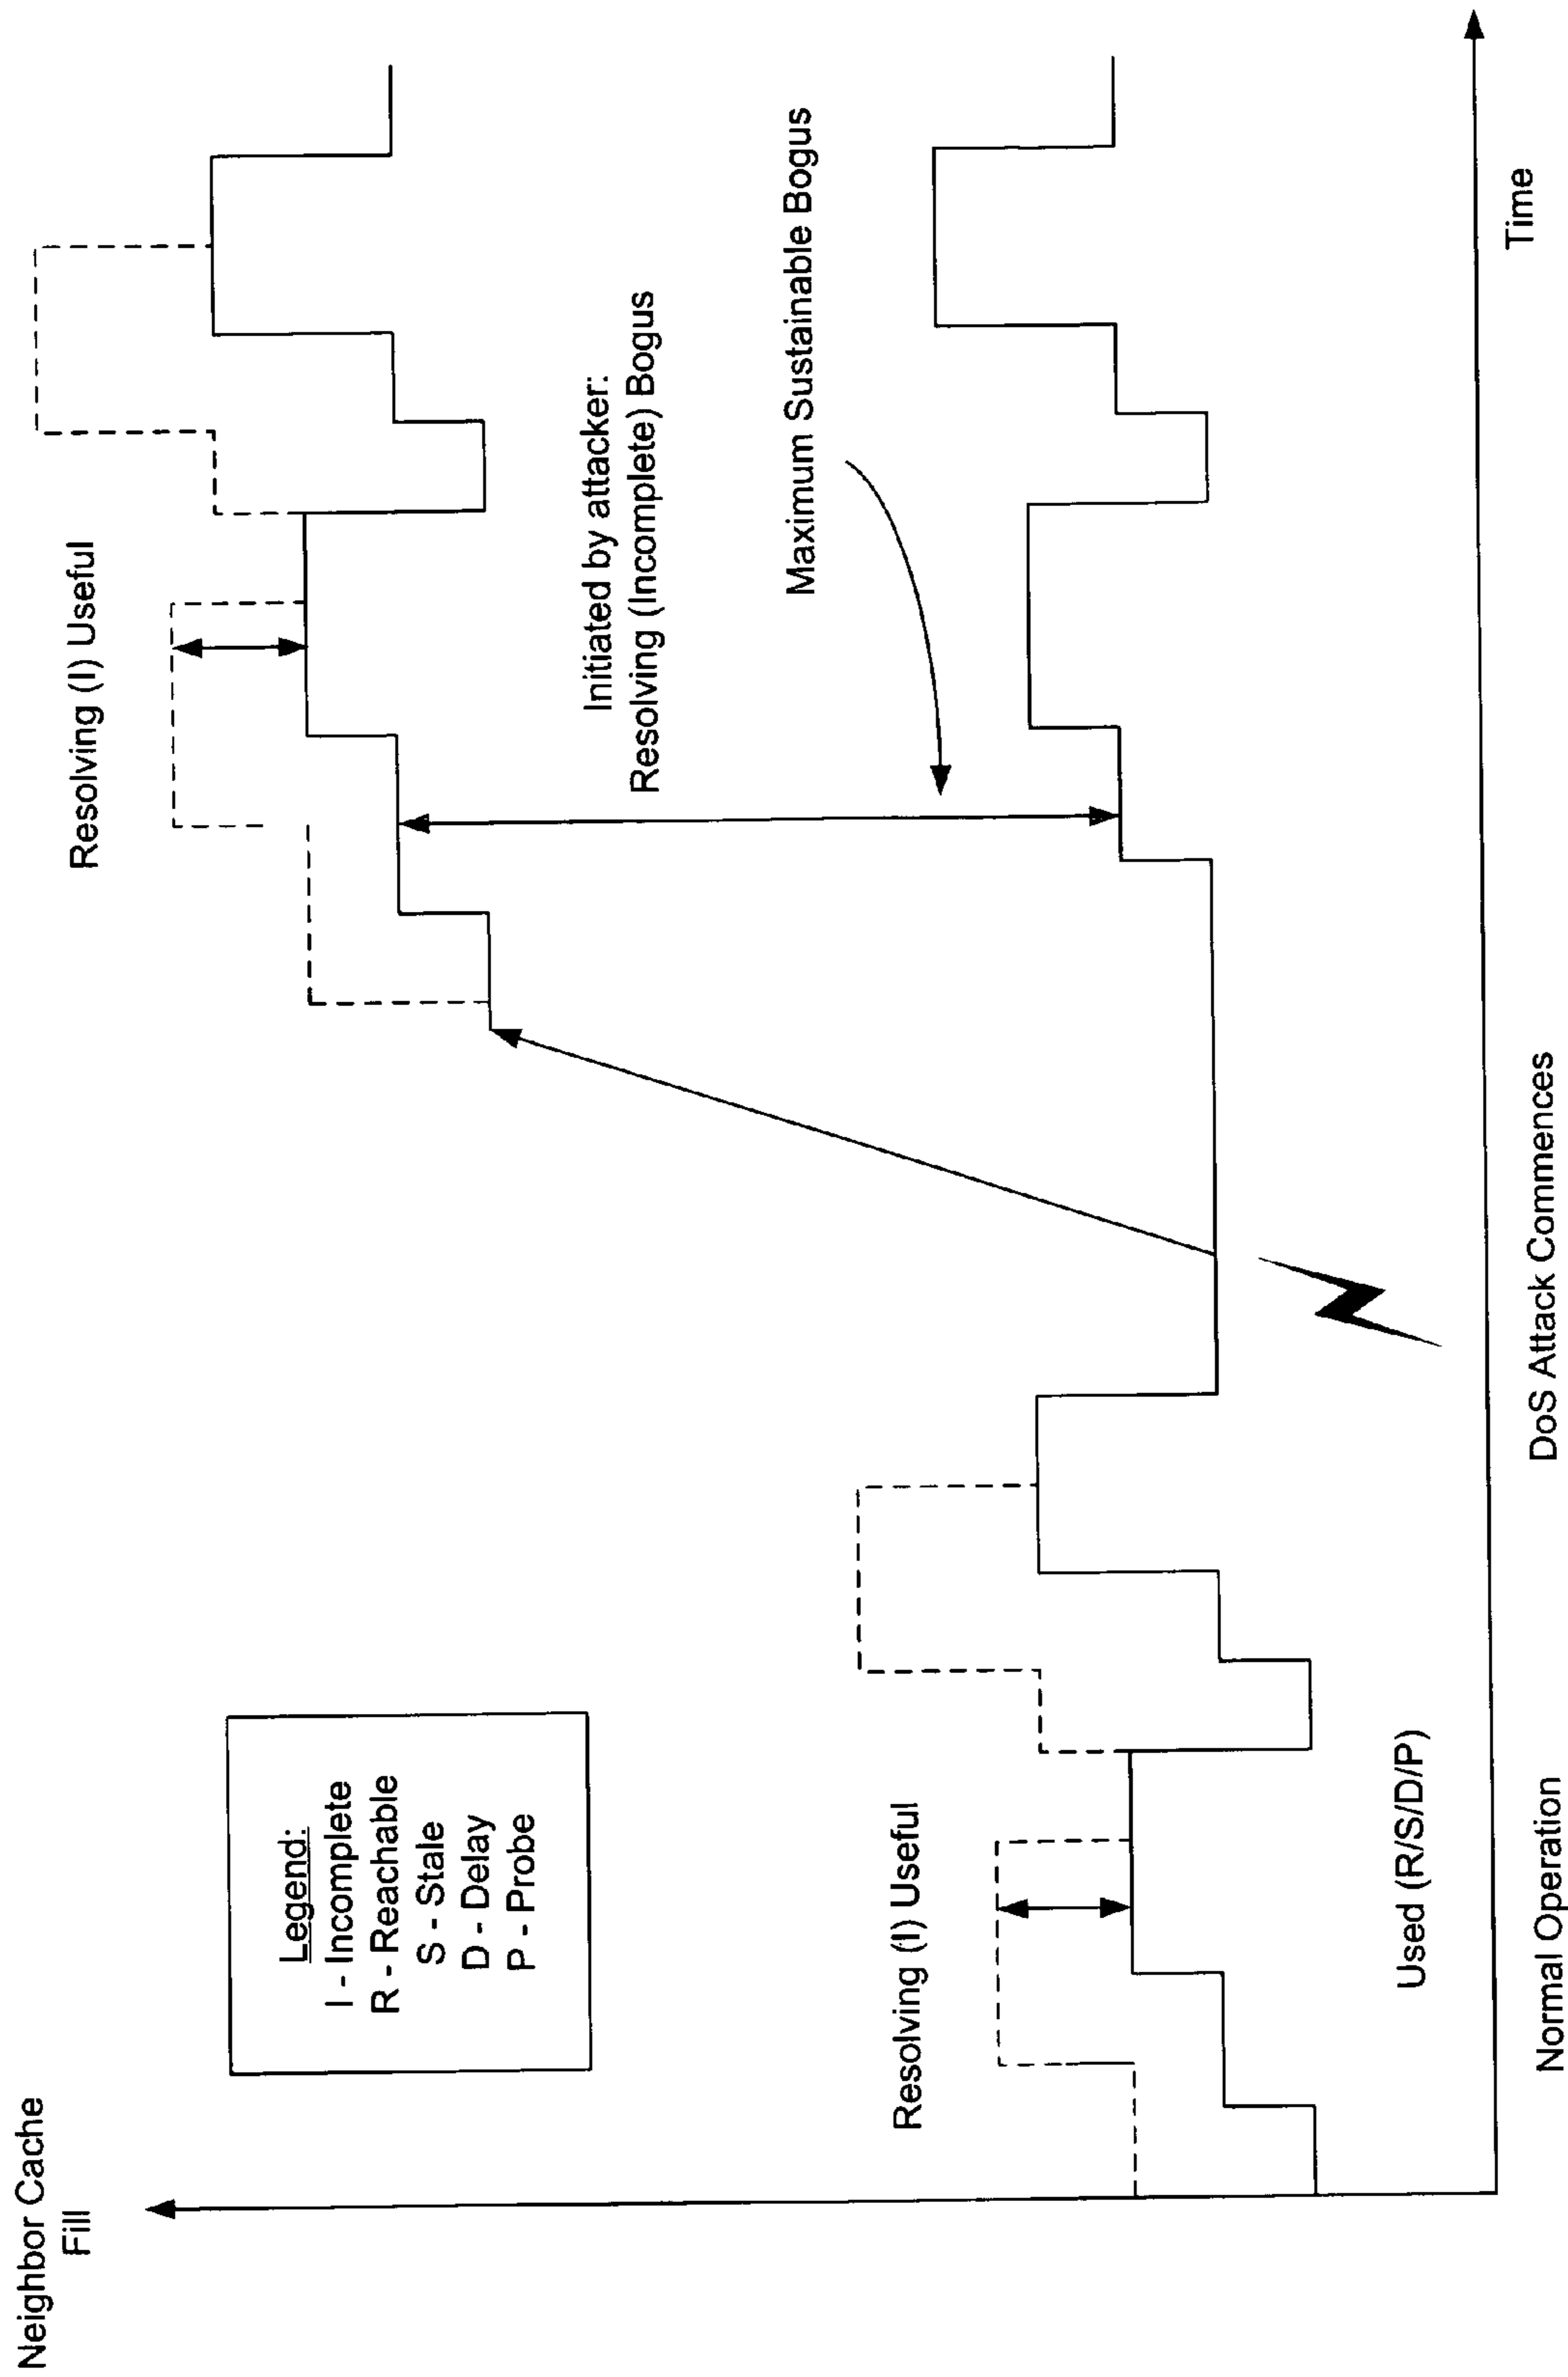 Neighbor Cache
Fill
Legend:
I - Incomplete
R - Reachable
S - Stale
D - Delay
P - Probe
Resolving (I) Useful
Resolving (I) Useful
Initiated by attacker:
Resolving (Incomplete) Bogus
Maximum Sustainable Bogus
Used (R/S/D/P)
Time
Normal Operation
DoS Attack Commences